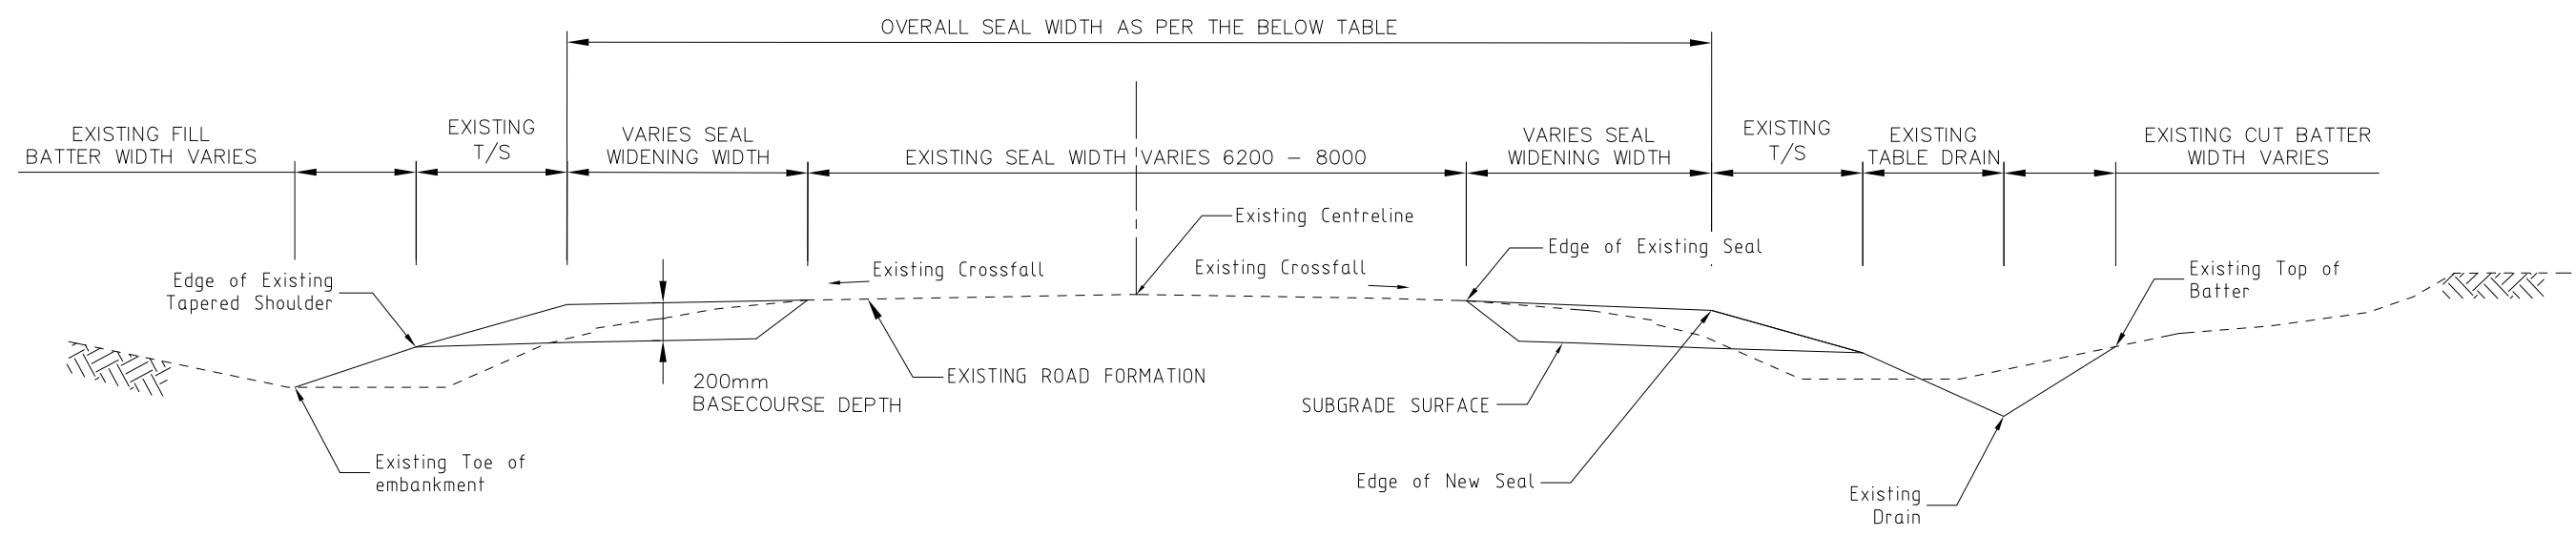 OVERALL SEAL WIDTH AS PER THE BELOW TABLE
EXISTING FILL
BATTER WIDTH VARIES
EXISTING
T/S
VARIES SEAL
WIDENING WIDTH
EXISTING SEAL WIDTH VARIES 6200 – 8000
VARIES SEAL
WIDENING WIDTH
EXISTING
T/S
EXISTING
TABLE DRAIN
EXISTING CUT BATTER
WIDTH VARIES
Existing Centreline
Edge of Existing Seal
Edge of Existing
Tapered Shoulder
Existing Crossfall
Existing Crossfall
Existing Top of
Batter
200mm
BASECOURSE DEPTH
EXISTING ROAD FORMATION
SUBGRADE SURFACE
Existing Toe of
embankment
Edge of New Seal
Existing
Drain